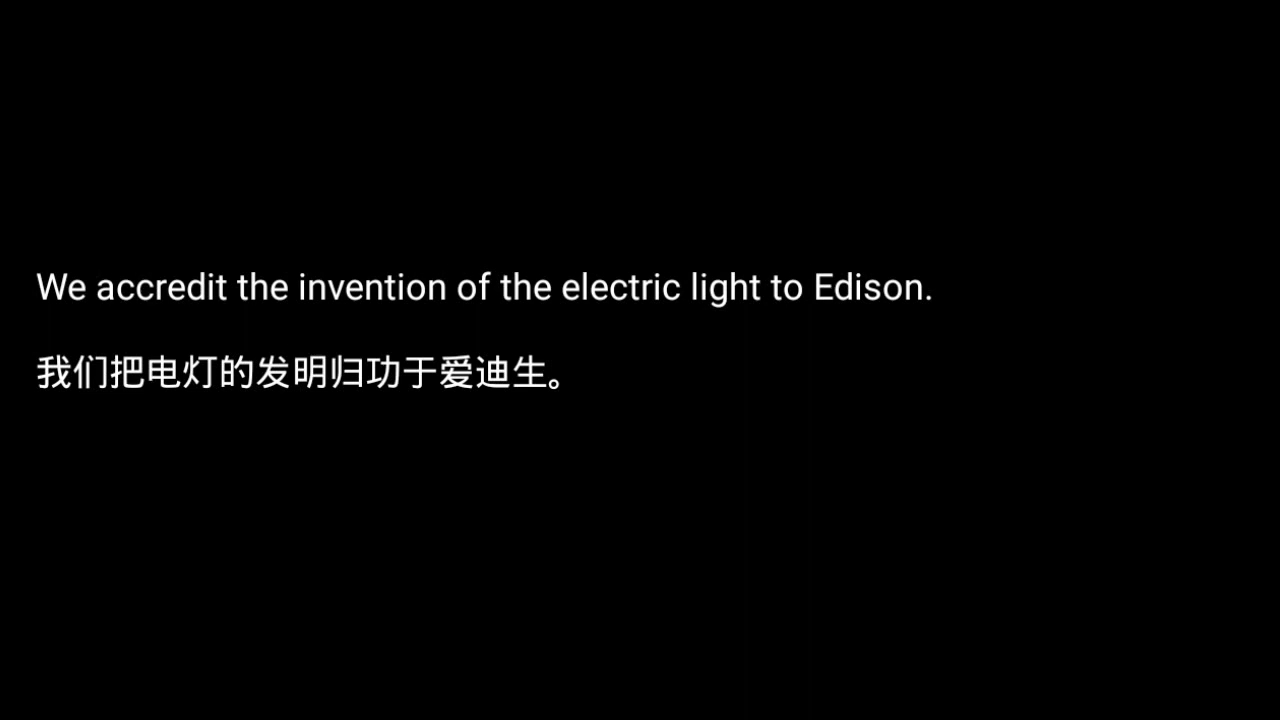 We accredit the invention of the electric light to Edison.
我们把电灯的发明归功于爱迪生。